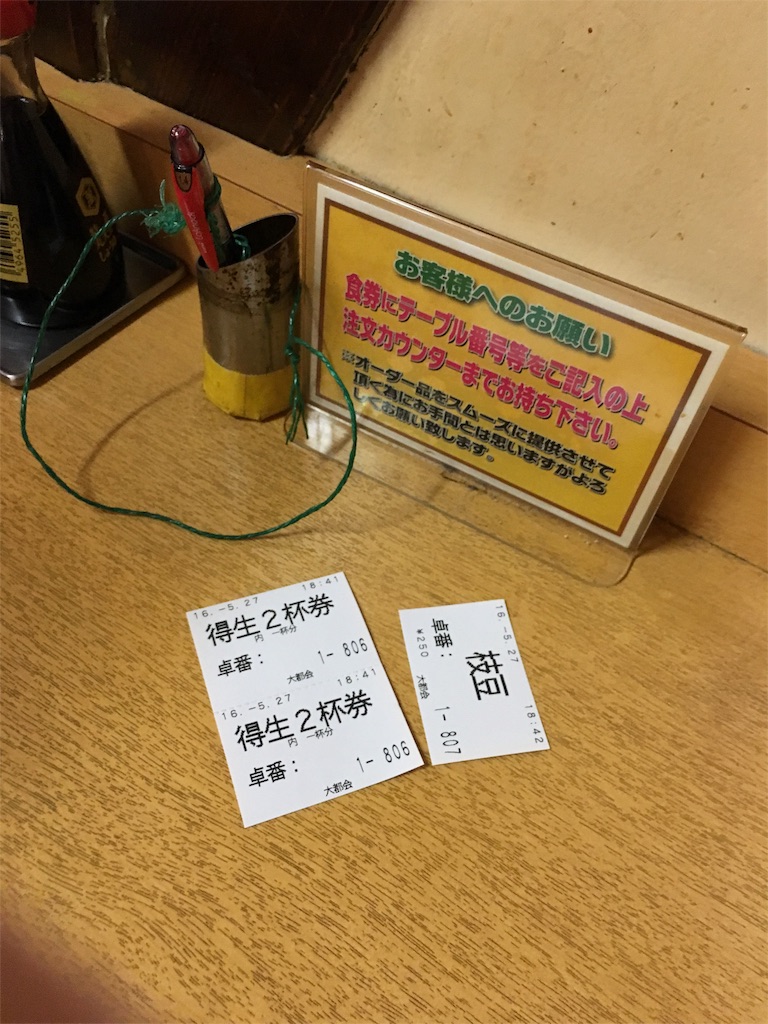 お客様へのお願い
食券にテーブル番号等をご記入の上
注文カウンターまでお持ち下さい。
※オーダー品をスムーズに提供させて
頂く為にお手間とは思いますがよろ
しくお願い致します。
16.-5.27 18:41
得生2杯券
内 一杯分
卓番： 1-806
大都会
16.-5.27 18:41
得生2杯券
内 一杯分
卓番： 1-806
大都会
16.-5.27 18:42
枝豆
卓番：
¥250 1-807
大都会